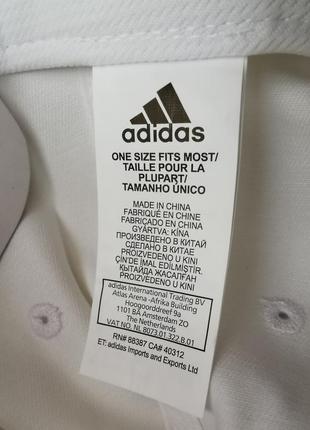 adidas
ONE SIZE FITS MOST/
TAILLE POUR LA
PLUPART/
TAMANHO ÚNICO
MADE IN CHINA
FABRIQUÉ EN CHINE
FABRICADO EN CHINA
GYÁRTVA: KÍNA
ПРОИЗВЕДЕНО В КИТАЙ
СДЕЛАНО В КИТАЕ
PROIZVEDENO U KINI
ÇIN'DE İMAL EDİLMİŞTİR.
ҚЫТАЙДА ЖАСАЛҒАН
PROIZVEDENO U KINI
adidas International Trading BV
Atlas Arena -Afrika Building
Hoogoorddreef 9a
1101 BA Amsterdam ZO
The Netherlands
VAT NO. NL 8073.01.322.B.01
RN# 88387 CA# 40312
ET: adidas Imports and Exports Ltd